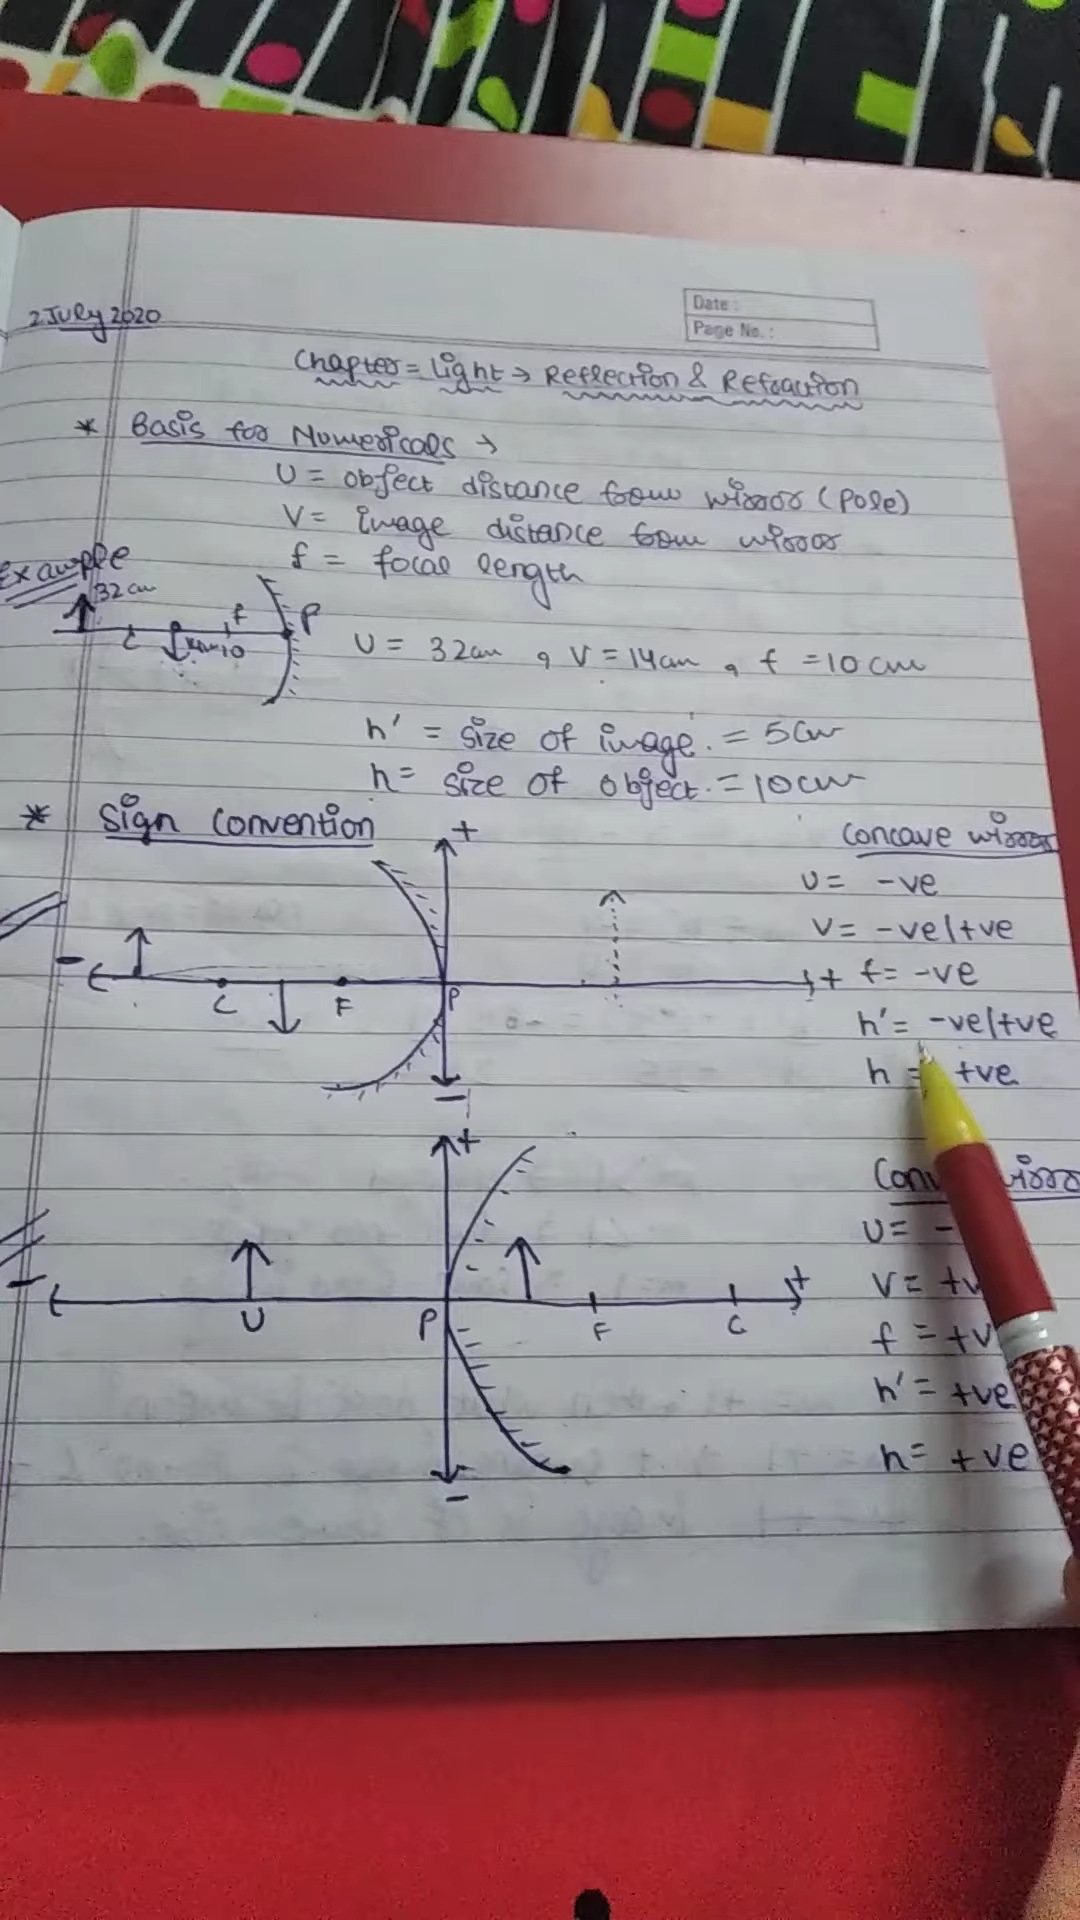 2 July 2020
Date :
Page No. :
Chapter = Light → Reflection & Refraction
* Basis for Numericals →
U = object distance from mirror (pole)
V = image distance from mirror
f = focal length
Example
32cm
f
P
C
10
U = 32cm , V = 14cm , f = 10 cm
h' = size of image. = 5cm
h = size of object. = 10cm
* Sign Convention
+
-
C
F
P
+
-
Concave mirror
U = -ve
V = -ve/+ve
f = -ve
h' = -ve/+ve
h = +ve
+
-
U
P
F
C
+
-
U = -
V = +v
f = +v
h' = +ve
h = +ve